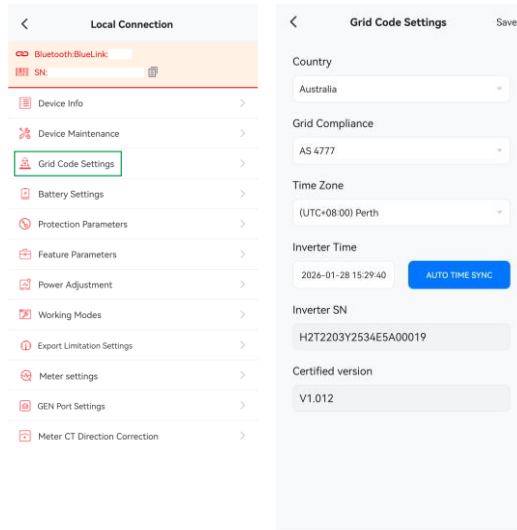 Local Connection
Bluetooth:BlueLink:
SN:
Device Info
Device Maintenance
Grid Code Settings
Battery Settings
Protection Parameters
Feature Parameters
Power Adjustment
Working Modes
Export Limitation Settings
Meter settings
GEN Port Settings
Meter CT Direction Correction
Grid Code Settings
Save
Country
Australia
Grid Compliance
AS 4777
Time Zone
(UTC+08:00) Perth
Inverter Time
2026-01-28 15:29:40
AUTO TIME SYNC
Inverter SN
H2T2203Y2534E5A00019
Certified version
V1.012